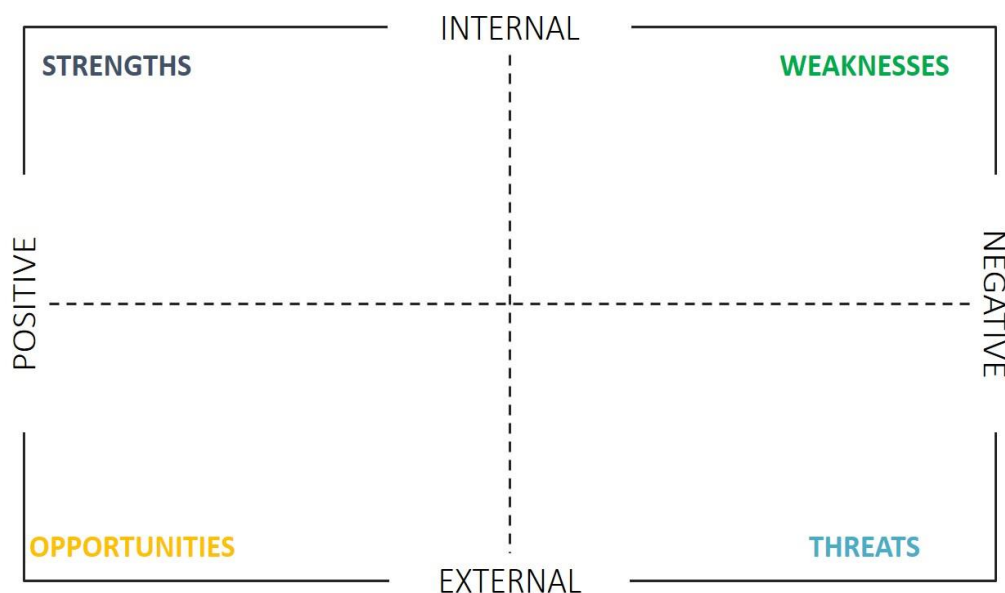 INTERNAL
STRENGTHS
WEAKNESSES
POSITIVE
NEGATIVE
OPPORTUNITIES
THREATS
EXTERNAL